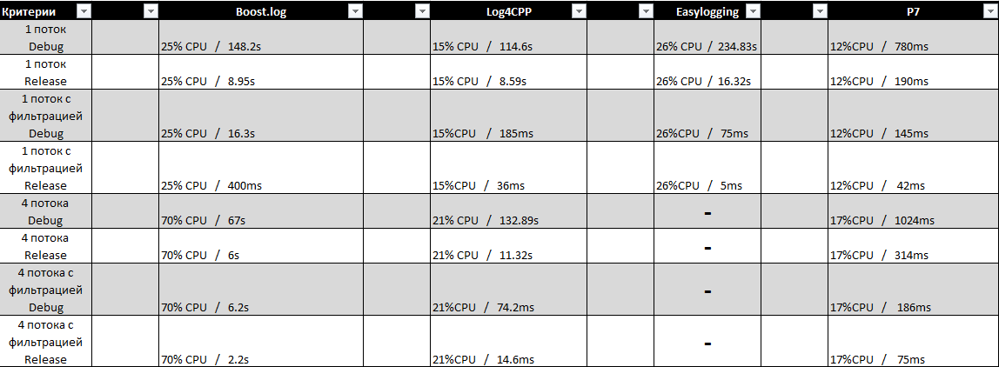 Критерии Boost.log Log4CPP Easylogging P7
1 поток
Debug 25% CPU / 148.2s 15% CPU / 114.6s 26% CPU / 234.83s 12%CPU / 780ms
1 поток
Release 25% CPU / 8.95s 15% CPU / 8.59s 26% CPU / 16.32s 12%CPU / 190ms
1 поток с
фильтрацией
Debug 25% CPU / 16.3s 15%CPU / 185ms 26%CPU / 75ms 12%CPU / 145ms
1 поток с
фильтрацией
Release 25% CPU / 400ms 15%CPU / 36ms 26%CPU / 5ms 12%CPU / 42ms
4 потока
Debug 70% CPU / 67s 21% CPU / 132.89s - 17%CPU / 1024ms
4 потока
Release 70% CPU / 6s 21% CPU / 11.32s - 17%CPU / 314ms
4 потока с
фильтрацией
Debug 70% CPU / 6.2s 21%CPU / 74.2ms - 17%CPU / 186ms
4 потока с
фильтрацией
Release 70% CPU / 2.2s 21%CPU / 14.6ms - 17%CPU / 75ms